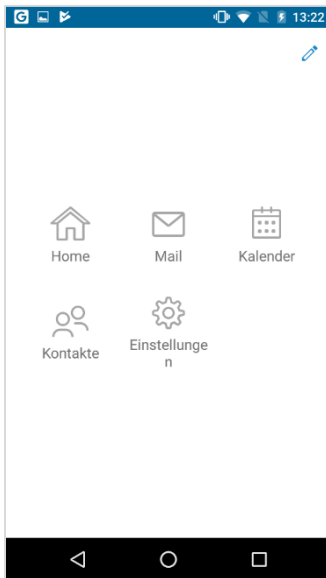 G
13:22
Home
Mail
Kalender
Kontakte
Einstellunge
n